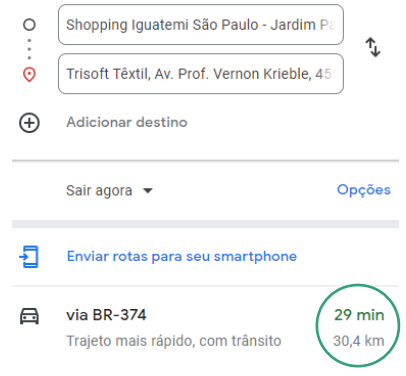 Shopping Iguatemi São Paulo - Jardim
Trisoft Têxtil, Av. Prof. Vernon Krieble, 45
Adicionar destino
Sair agora
Opções
Enviar rotas para seu smartphone
via BR-374 29 min
Trajeto mais rápido, com trânsito 30,4 km